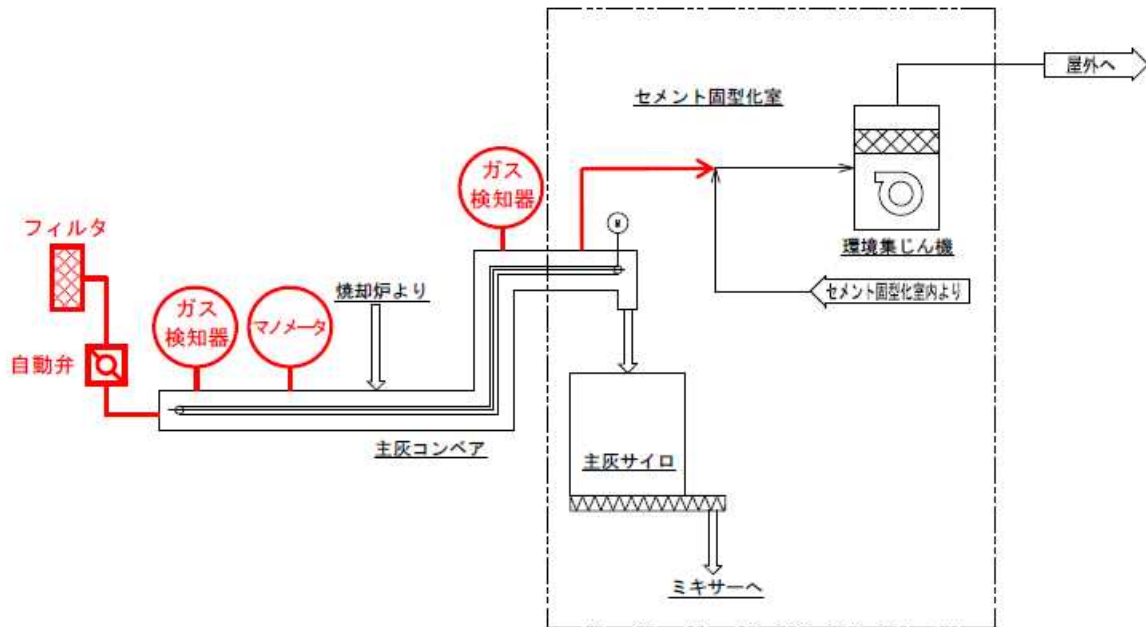 屋外へ
セメント固型化室
ガス
検知器
M
フィルタ
環境集じん機
焼却炉より
セメント固型化室内より
ガス
検知器
マノメータ
自動弁
主灰コンベア
主灰サイロ
ミキサーへ